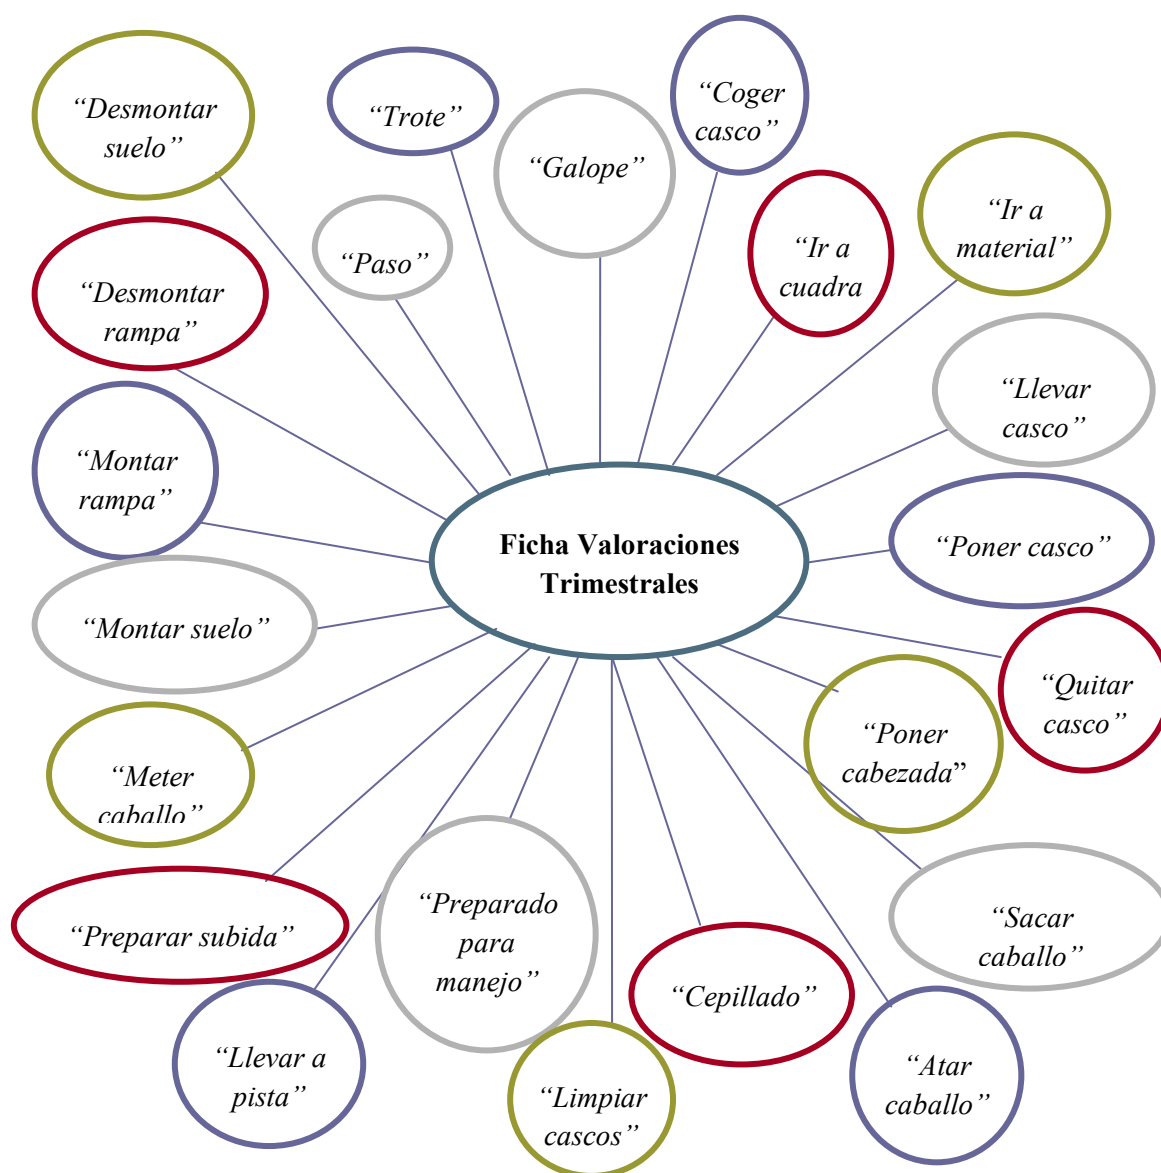 “Desmontar
suelo”
“Trote”
“Coger
casco”
“Galope”
“Ir a
material”
“Paso”
“Ir a
cuadra
“Desmontar
rampa”
“Llevar
casco”
“Montar
rampa”
Ficha Valoraciones
Trimestrales
“Poner casco”
“Montar suelo”
“Quitar
casco”
“Poner
cabezada”
“Meter
caballo”
“Preparar subida”
“Preparado
para
manejo”
“Sacar
caballo”
“Cepillado”
“Llevar a
pista”
“Limpiar
cascos”
“Atar
caballo”